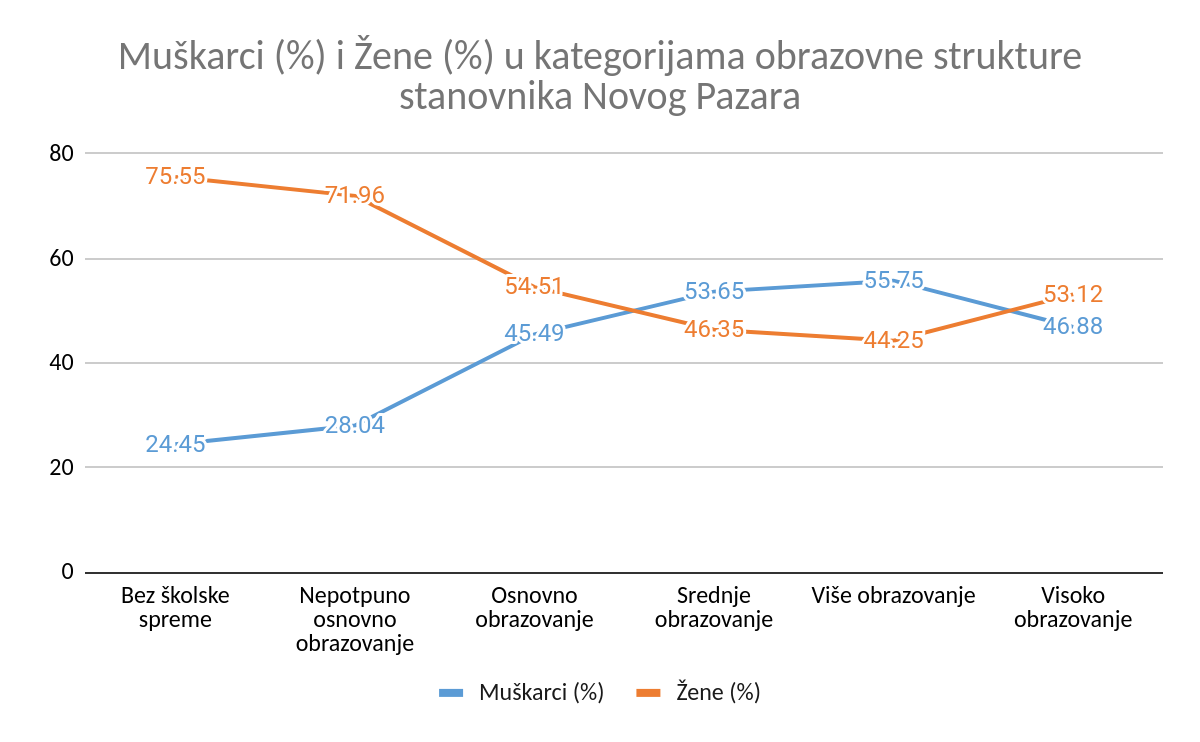 Muškarci (%) i Žene (%) u kategorijama obrazovne strukture
stanovnika Novog Pazara
80
60
40
20
0
75.55
71.96
54.51
46.35
44.25
53.12
24.45
28.04
45.49
53.65
55.75
46.88
Bez školske
spreme
Nepotpuno
osnovno
obrazovanje
Osnovno
obrazovanje
Srednje
obrazovanje
Više obrazovanje
Visoko
obrazovanje
Muškarci (%)
Žene (%)